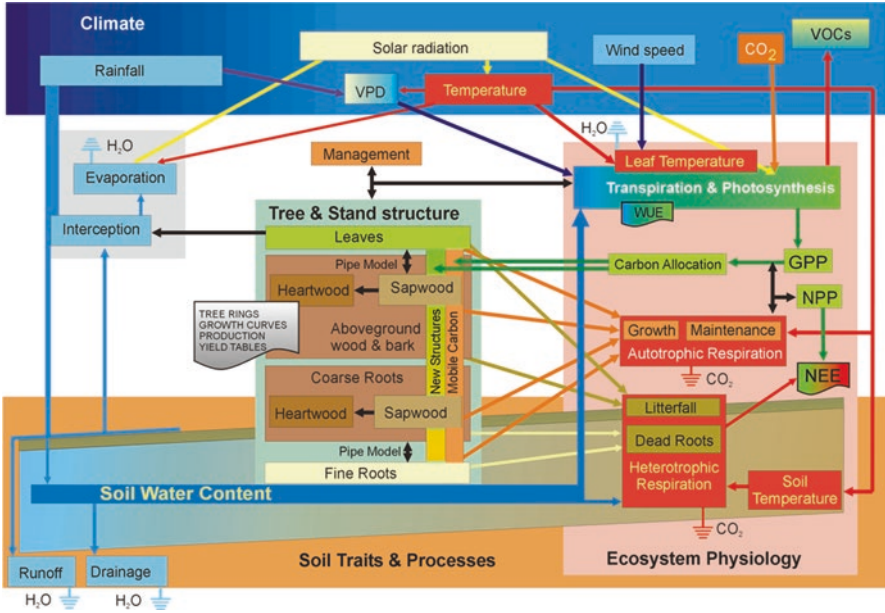 Climate
Solar radiation
Wind speed
CO2
VOCs
Rainfall
VPD
Temperature
H2O
H2O
Management
Leaf Temperature
Evaporation
Transpiration & Photosynthesis
WUE
Tree & Stand structure
Interception
Leaves
Pipe Model
Carbon Allocation
GPP
Heartwood
Sapwood
NPP
TREE RINGS
GROWTH CURVES
PRODUCTION
YIELD TABLES
Aboveground
wood & bark
New Structures
Mobile Carbon
Growth
Maintenance
Autotrophic Respiration
CO2
NEE
Coarse Roots
Heartwood
Sapwood
Litterfall
Dead Roots
Pipe Model
Fine Roots
Heterotrophic
Respiration
Soil
Temperature
Soil Water Content
CO2
Soil Traits & Processes
Ecosystem Physiology
Runoff
Drainage
H2O
H2O